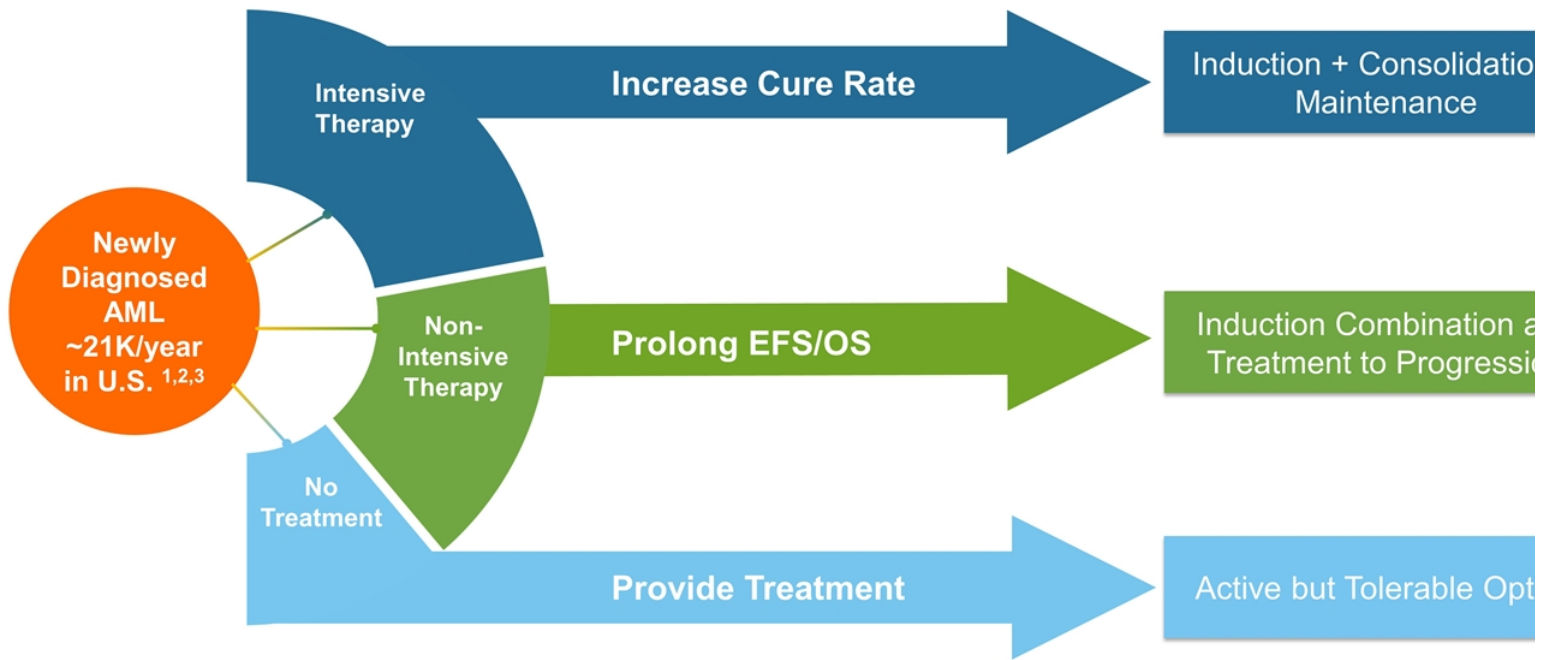 Newly
Diagnosed
AML
~21K/year
in U.S. 1,2,3
Intensive
Therapy
Increase Cure Rate
Induction + Consolidatio
Maintenance
Non-
Intensive
Therapy
Prolong EFS/OS
Induction Combination a
Treatment to Progressio
No
Treatment
Provide Treatment
Active but Tolerable Opt